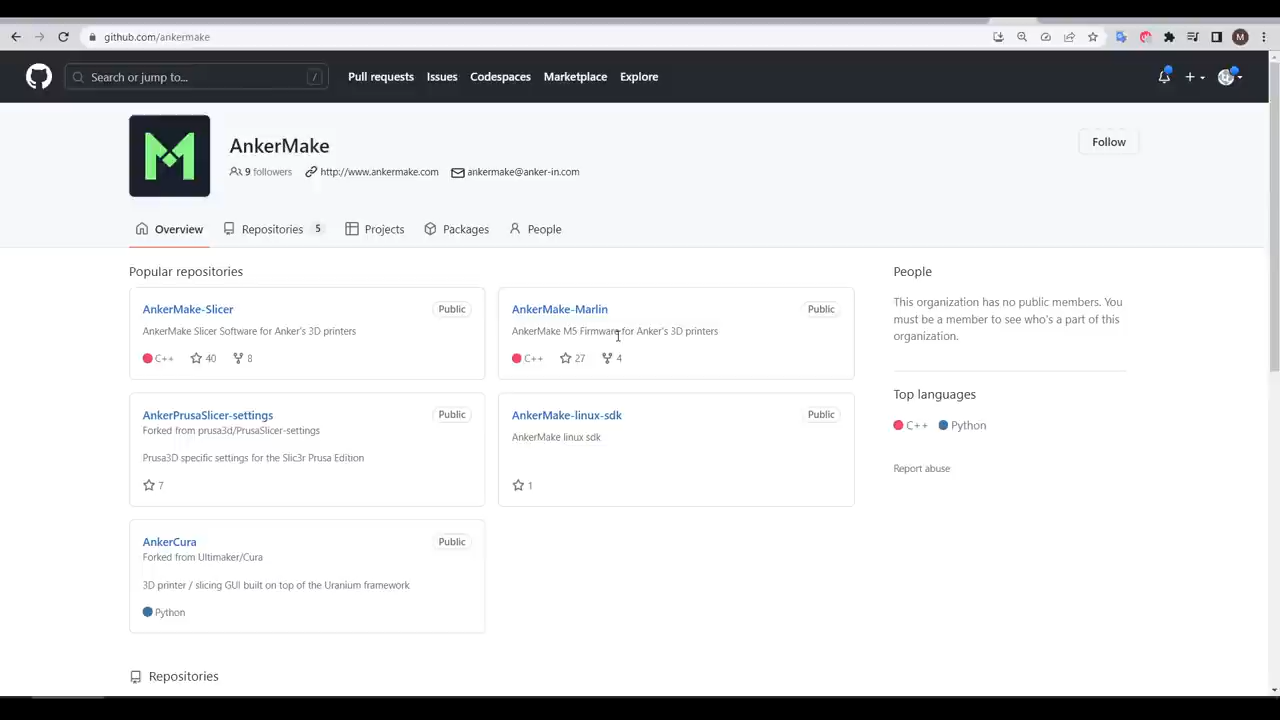 github.com/ankermake
M
Search or jump to...
/
Pull requests
Issues
Codespaces
Marketplace
Explore
M
AnkerMake
9 followers
http://www.ankermake.com
ankermake@anker-in.com
Follow
Overview
Repositories 5
Projects
Packages
People
Popular repositories
AnkerMake-Slicer
Public
AnkerMake Slicer Software for Anker's 3D printers
C++ 40 8
AnkerMake-Marlin
Public
AnkerMake M5 Firmware for Anker's 3D printers
C++ 27 4
AnkerPrusaSlicer-settings
Public
Forked from prusa3d/PrusaSlicer-settings
Prusa3D specific settings for the Slic3r Prusa Edition
7
AnkerMake-linux-sdk
Public
AnkerMake linux sdk
1
AnkerCura
Public
Forked from Ultimaker/Cura
3D printer / slicing GUI built on top of the Uranium framework
Python
Repositories
People
This organization has no public members. You
must be a member to see who's a part of this
organization.
Top languages
C++ Python
Report abuse